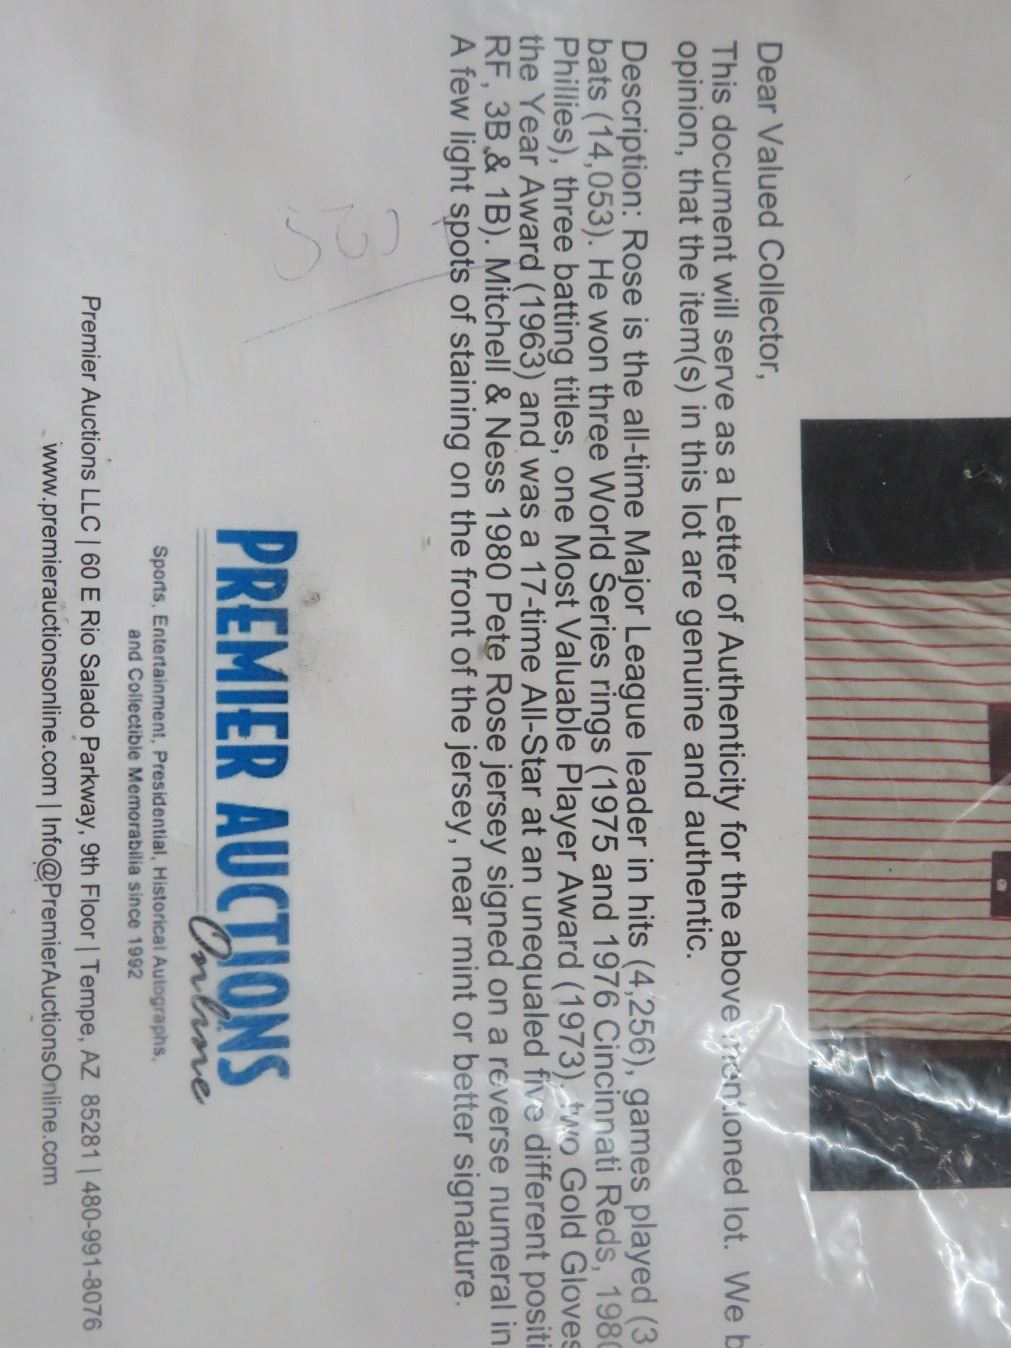 Dear Valued Collector,
This document will serve as a Letter of Authenticity for the above mentioned lot. We b
opinion, that the item(s) in this lot are genuine and authentic.
Description: Rose is the all-time Major League leader in hits (4,256), games played (3
bats (14,053). He won three World Series rings (1975 and 1976 Cincinnati Reds, 1980
Phillies), three batting titles, one Most Valuable Player Award (1973), two Gold Gloves
the Year Award (1963) and was a 17-time All-Star at an unequaled five different positi
RF, 3B,& 1B). Mitchell & Ness 1980 Pete Rose jersey signed on a reverse numeral in
A few light spots of staining on the front of the jersey, near mint or better signature.
PREMIER AUCTIONS
Online
Sports, Entertainment, Presidential, Historical Autographs,
and Collectible Memorabilia since 1992
Premier Auctions LLC | 60 E Rio Salado Parkway, 9th Floor | Tempe, AZ 85281 | 480-991-8076
www.premierauctionsonline.com | Info@PremierAuctionsOnline.com